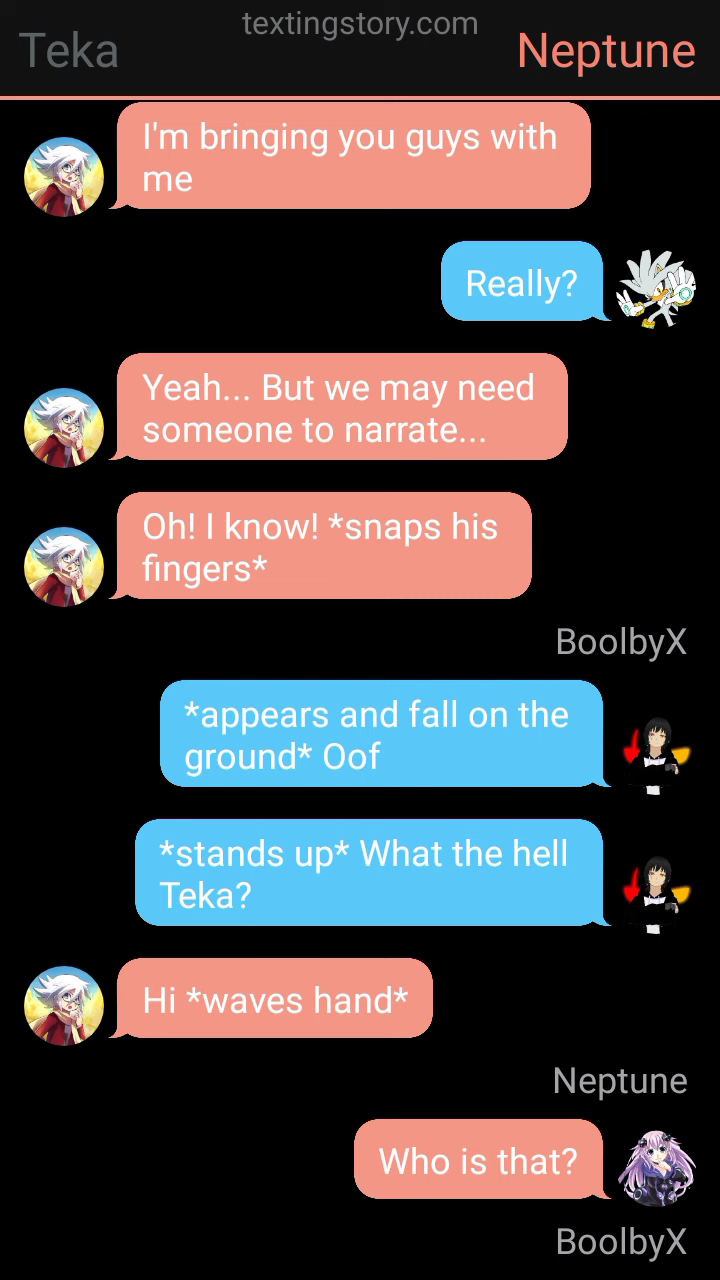 textingstory.com
Teka
Neptune
I'm bringing you guys with
me
Really?
Yeah... But we may need
someone to narrate...
Oh! I know! *snaps his
fingers*
BoolbyX
*appears and fall on the
ground* Oof
*stands up* What the hell
Teka?
Hi *waves hand*
Neptune
Who is that?
BoolbyX